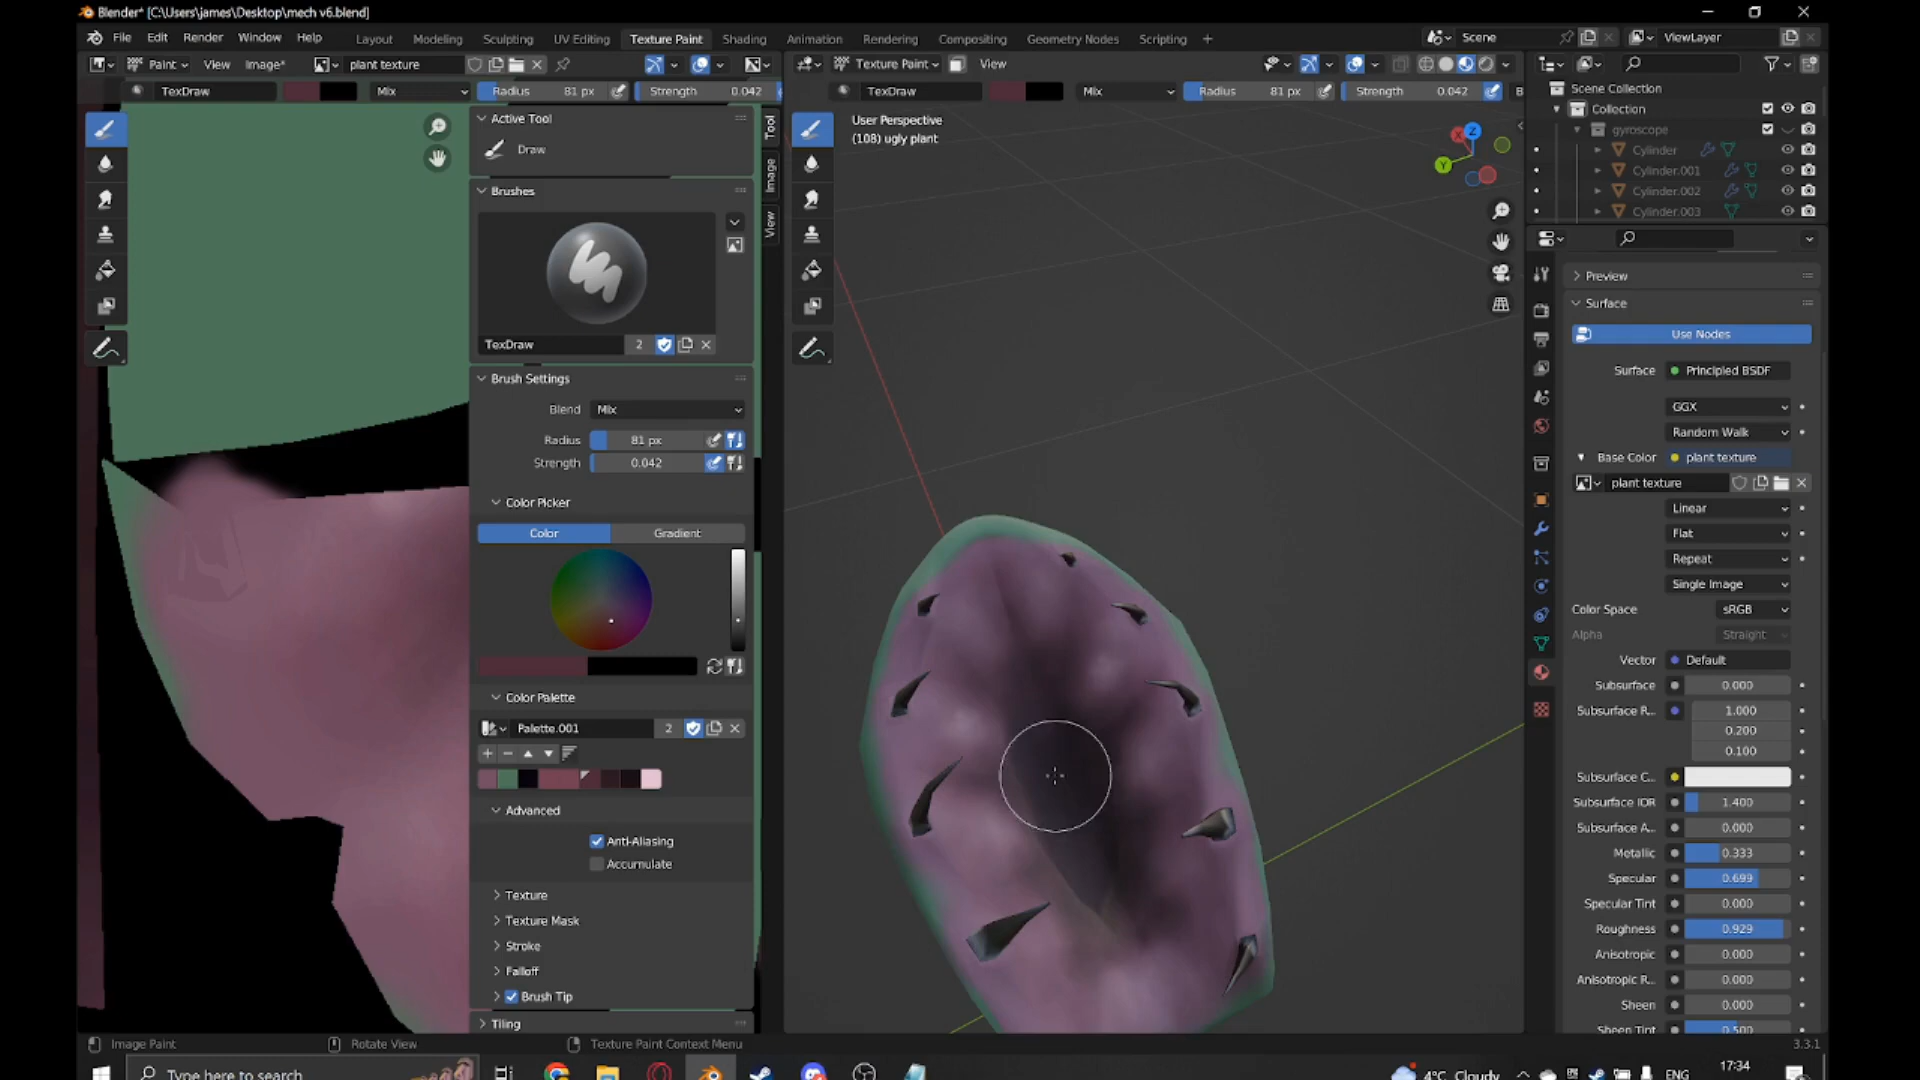 Blender* [C:\Users\james\Desktop\mech v6.blend]
File Edit Render Window Help Layout Modeling Sculpting UV Editing Texture Paint Shading Animation Rendering Compositing Geometry Nodes Scripting + Scene ViewLayer
Paint View Image* plant texture Texture Paint View
TexDraw Mix Radius 81 px Strength 0.042 TexDraw Mix Radius 81 px Strength 0.042 B
Active Tool
Draw
Brushes
TexDraw 2
Brush Settings
Blend Mix
Radius 81 px
Strength 0.042
Color Picker
Color Gradient
Color Palette
Palette.001 2
Advanced
Anti-Aliasing
Accumulate
Texture
Texture Mask
Stroke
Falloff
Brush Tip
Tiling
Tool
Image
View
User Perspective
(108) ugly plant
X
Z
Y
Scene Collection
Collection
gyroscope
Cylinder
Cylinder.001
Cylinder.002
Cylinder.003
Preview
Surface
Use Nodes
Surface Principled BSDF
GGX
Random Walk
Base Color plant texture
plant texture
Linear
Flat
Repeat
Single Image
Color Space sRGB
Alpha Straight
Vector Default
Subsurface 0.000
Subsurface R... 1.000
0.200
0.100
Subsurface C...
Subsurface IOR 1.400
Subsurface A... 0.000
Metallic 0.333
Specular 0.699
Specular Tint 0.000
Roughness 0.929
Anisotropic 0.000
Anisotropic R... 0.000
Sheen 0.000
Sheen Tint 0.500
Image Paint Rotate View Texture Paint Context Menu 3.3.1
Type here to search 4°C Cloudy ENG 17:34